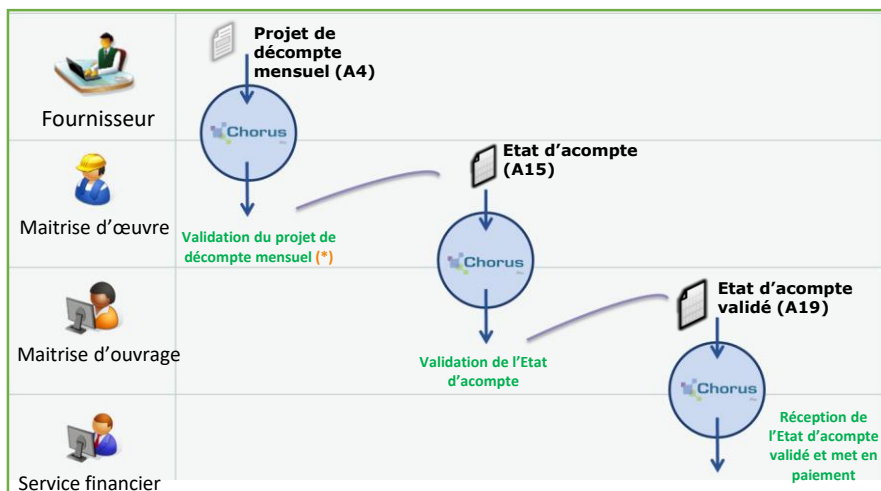 Projet de
décompte
mensuel (A4)
Fournisseur
Chorus
Etat d'acompte
(A15)
Maitrise d'œuvre
Validation du projet de
décompte mensuel (*)
Chorus
Etat d'acompte
validé (A19)
Maitrise d'ouvrage
Validation de l'Etat
d'acompte
Chorus
Réception de
l'Etat d'acompte
validé et met en
paiement
Service financier